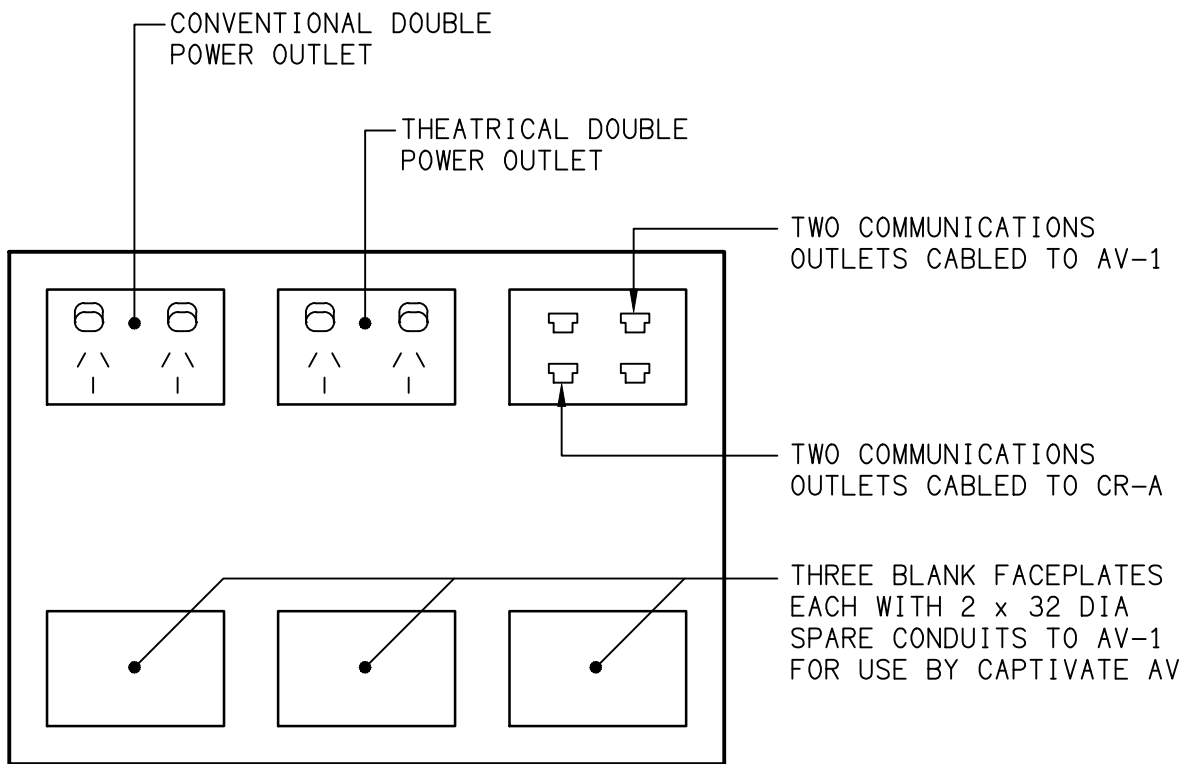 CONVENTIONAL DOUBLE
POWER OUTLET
THEATRICAL DOUBLE
POWER OUTLET
TWO COMMUNICATIONS
OUTLETS CABLED TO AV-1
TWO COMMUNICATIONS
OUTLETS CABLED TO CR-A
THREE BLANK FACEPLATES
EACH WITH 2 x 32 DIA
SPARE CONDUITS TO AV-1
FOR USE BY CAPTIVATE AV